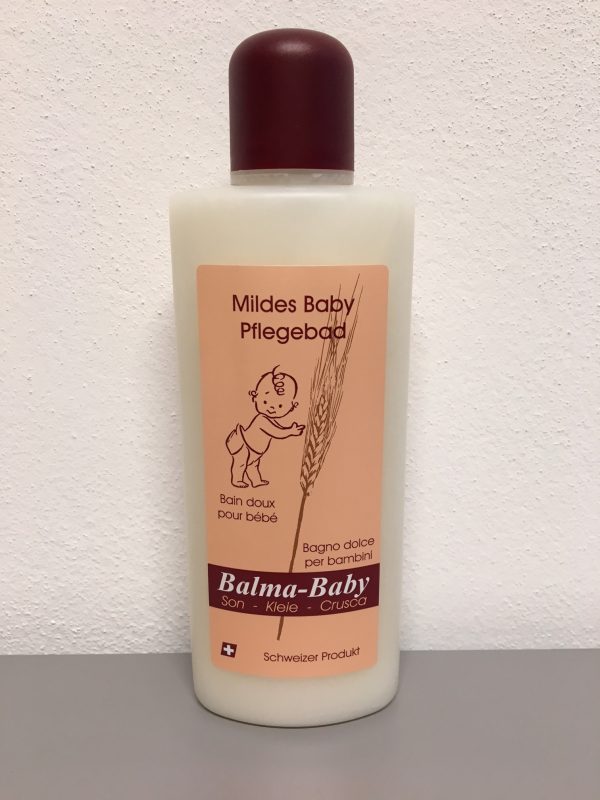 Mildes Baby
Pflegebad
Bain doux
pour bébé
Bagno dolce
per bambini
Balma-Baby
Son - Kleie - Crusca
Schweizer Produkt